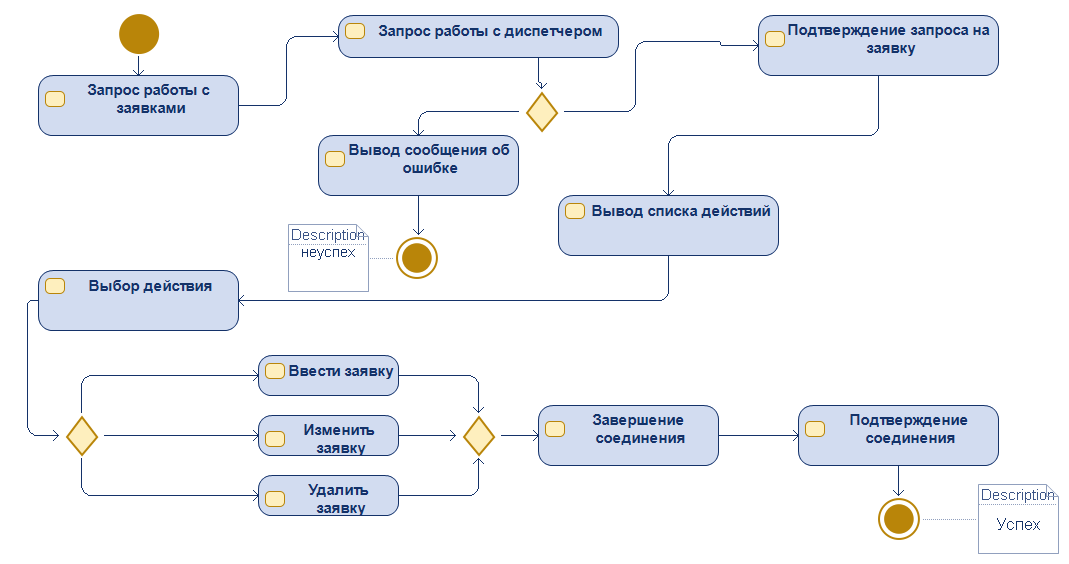 Запрос работы с диспетчером
Подтверждение запроса на
заявку
Запрос работы с
заявками
Вывод сообщения об
ошибке
Вывод списка действий
Description
неуспех
Выбор действия
Ввести заявку
Изменить
заявку
Удалить
заявку
Завершение
соединения
Подтверждение
соединения
Description
Успех